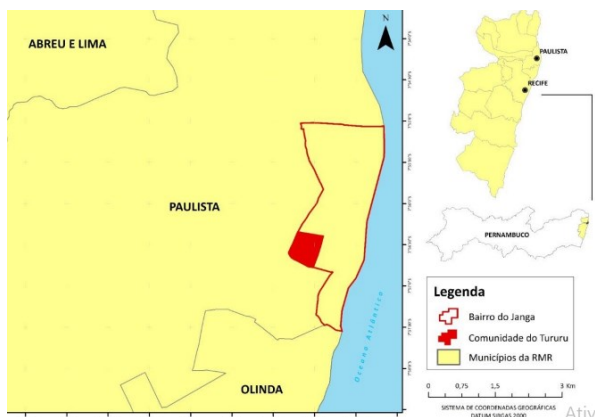 ABREU E LIMA
PAULISTA
OLINDA
Oceano Atlântico
PAULISTA
RECIFE
PERNAMBUCO
Legenda
Bairro do Janga
Comunidade do Tururu
Municípios da RMR
0 0,75 1,5 3 Km
SISTEMA DE COORDENADAS GEOGRÁFICAS
DATUM SIRGAS 2000
Ativ